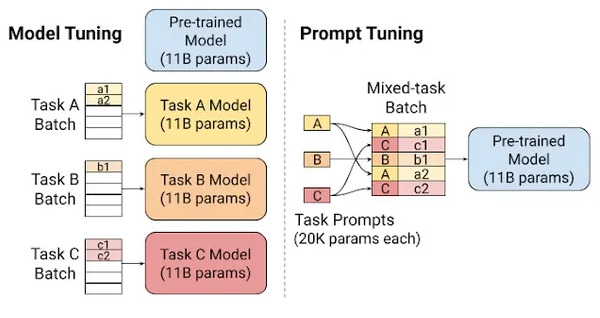 Model Tuning
Pre-trained
Model
(11B params)
Task A
Batch
a1
a2
Task A Model
(11B params)
Task B
Batch
b1
Task B Model
(11B params)
Task C
Batch
c1
c2
Task C Model
(11B params)
Prompt Tuning
Mixed-task
Batch
A
B
C
A a1
C c1
B b1
A a2
C c2
Pre-trained
Model
(11B params)
Task Prompts
(20K params each)